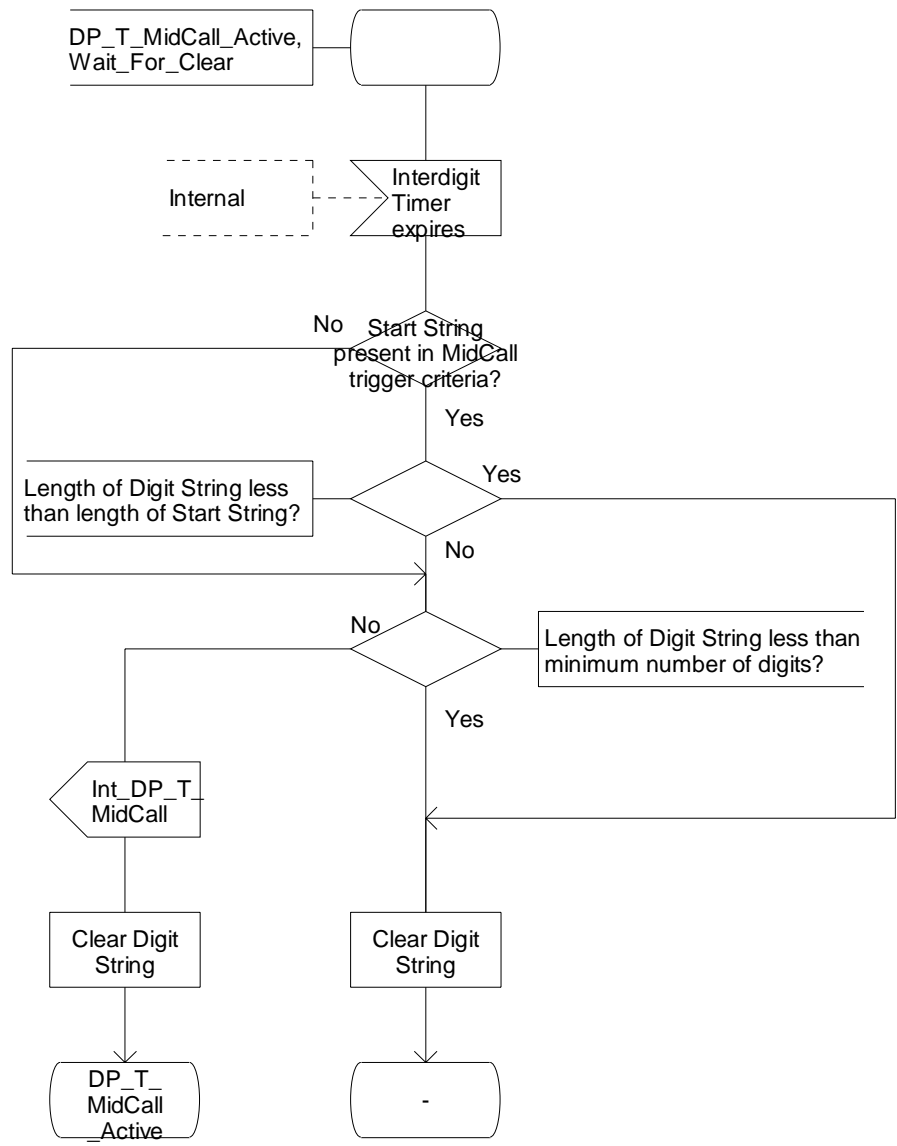 DP_T_MidCall_Active,
Wait_For_Clear
Internal
Interdigit
Timer
expires
No
Start String
present in MidCall
trigger criteria?
Yes
Length of Digit String less
than length of Start String?
Yes
No
No
Length of Digit String less than
minimum number of digits?
Yes
Int_DP_T_
MidCall
Clear Digit
String
Clear Digit
String
DP_T_
MidCall
_Active
-